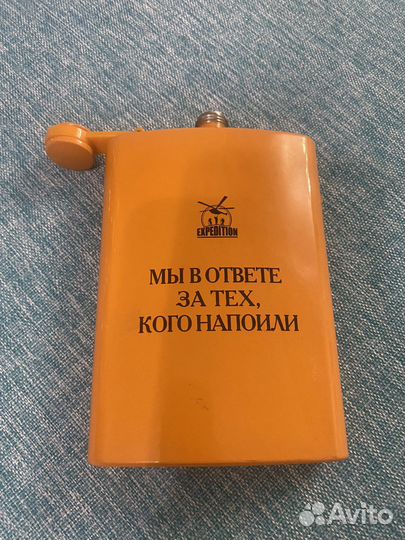 EXPEDITION
МЫ В ОТВЕТЕ
ЗА ТЕХ,
КОГО НАПОИЛИ
Avito